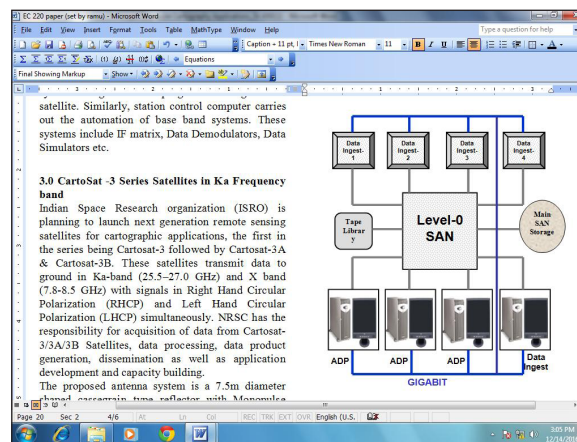 EC 220 paper (set by ramu) - Microsoft Word
File Edit View Insert Format Tools Table MathType Window Help
Type a question for help
Caption + 11 pt, Times New Roman 11 B I U
Equations
Final Showing Markup Show
satellite. Similarly, station control computer carries
out the automation of base band systems. These
systems include IF matrix, Data Demodulators, Data
Simulators etc.
3.0 CartoSat -3 Series Satellites in Ka Frequency
band
Indian Space Research organization (ISRO) is
planning to launch next generation remote sensing
satellites for cartographic applications, the first in
the series being Cartosat-3 followed by Cartosat-3A
& Cartosat-3B. These satellites transmit data to
ground in Ka-band (25.5–27.0 GHz) and X band
(7.8-8.5 GHz) with signals in Right Hand Circular
Polarization (RHCP) and Left Hand Circular
Polarization (LHCP) simultaneously. NRSC has the
responsibility for acquisition of data from Cartosat-
3/3A/3B Satellites, data processing, data product
generation, dissemination as well as application
development and capacity building.
The proposed antenna system is a 7.5m diameter
shaped cassegrain type reflector with Monopulse
Data
Ingest-
1
Data
Ingest-
2
Data
Ingest-
3
Data
Ingest-
4
Tape
Librar
y
Level-0
SAN
Main
SAN
Storage
ADP
ADP
ADP
Data
Ingest
GIGABIT
Page 20 Sec 2 4/6 At Ln Col REC TRK EXT OVR English (U.S.
3:05 PM